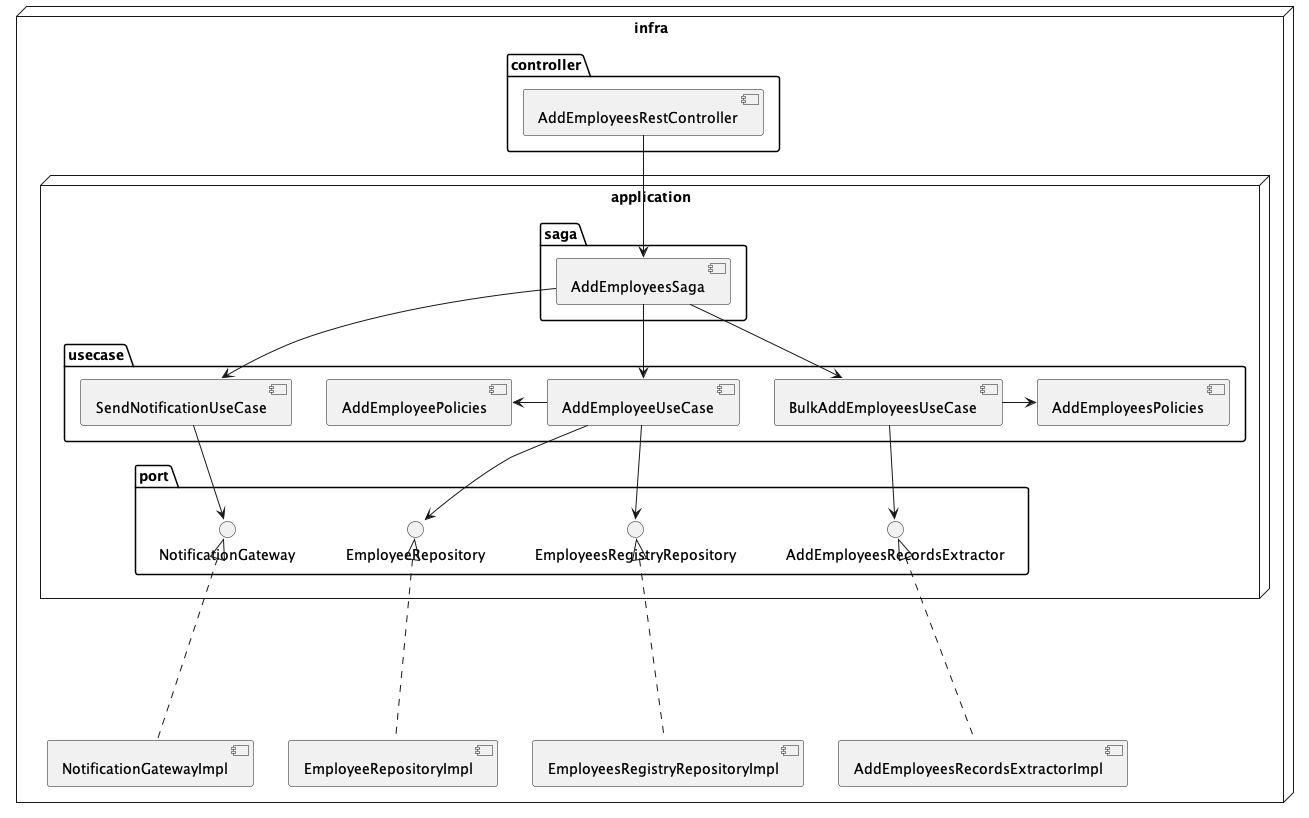 infra
controller
AddEmployeesRestController
application
saga
AddEmployeesSaga
usecase
SendNotificationUseCase
AddEmployeePolicies
AddEmployeeUseCase
BulkAddEmployeesUseCase
AddEmployeesPolicies
port
NotificationGateway
EmployeeRepository
EmployeesRegistryRepository
AddEmployeesRecordsExtractor
NotificationGatewayImpl
EmployeeRepositoryImpl
EmployeesRegistryRepositoryImpl
AddEmployeesRecordsExtractorImpl